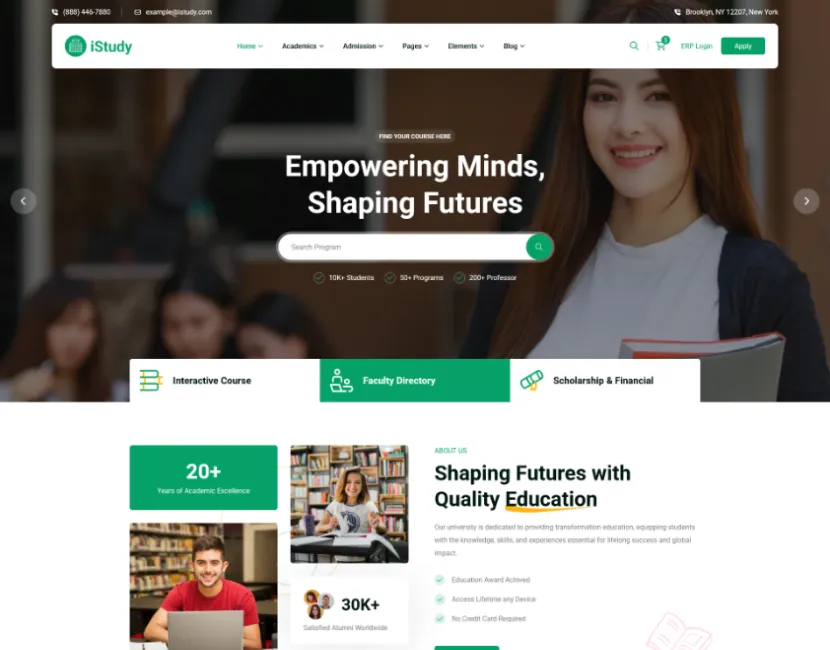 (888) 446-7880
example@istudy.com
Brooklyn, NY 12207, New York
iStudy
Home
Academics
Admission
Pages
Elements
Blog
3
ERP Login
Apply
FIND YOUR COURSE HERE
Empowering Minds,
Shaping Futures
Search Program
10K+ Students
50+ Programs
200+ Professor
Interactive Course
Faculty Directory
Scholarship & Financial
20+
Years of Academic Excellence
30K+
Satisfied Alumni Worldwide
ABOUT US
Shaping Futures with
Quality Education
Our university is dedicated to providing transformation education, equipping students
with the knowledge, skills, and experiences essential for lifelong success and global
impact.
Education Award Achived
Access Lifetime any Device
No Credit Card Required